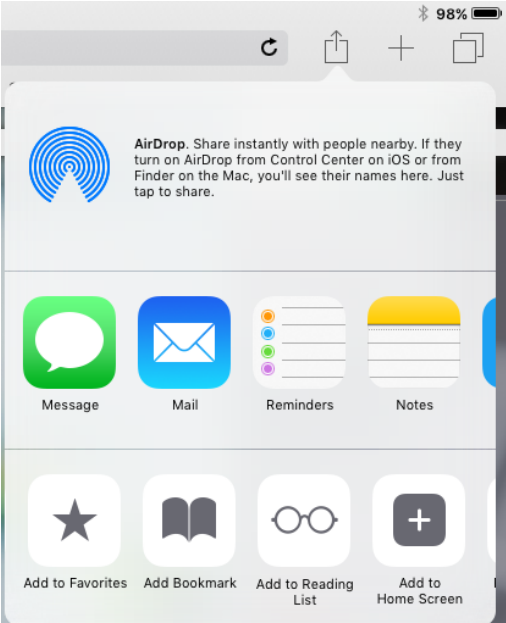 98%
AirDrop. Share instantly with people nearby. If they
turn on AirDrop from Control Center on iOS or from
Finder on the Mac, you'll see their names here. Just
tap to share.
Message
Mail
Reminders
Notes
Add to Favorites
Add Bookmark
Add to Reading
List
Add to
Home Screen